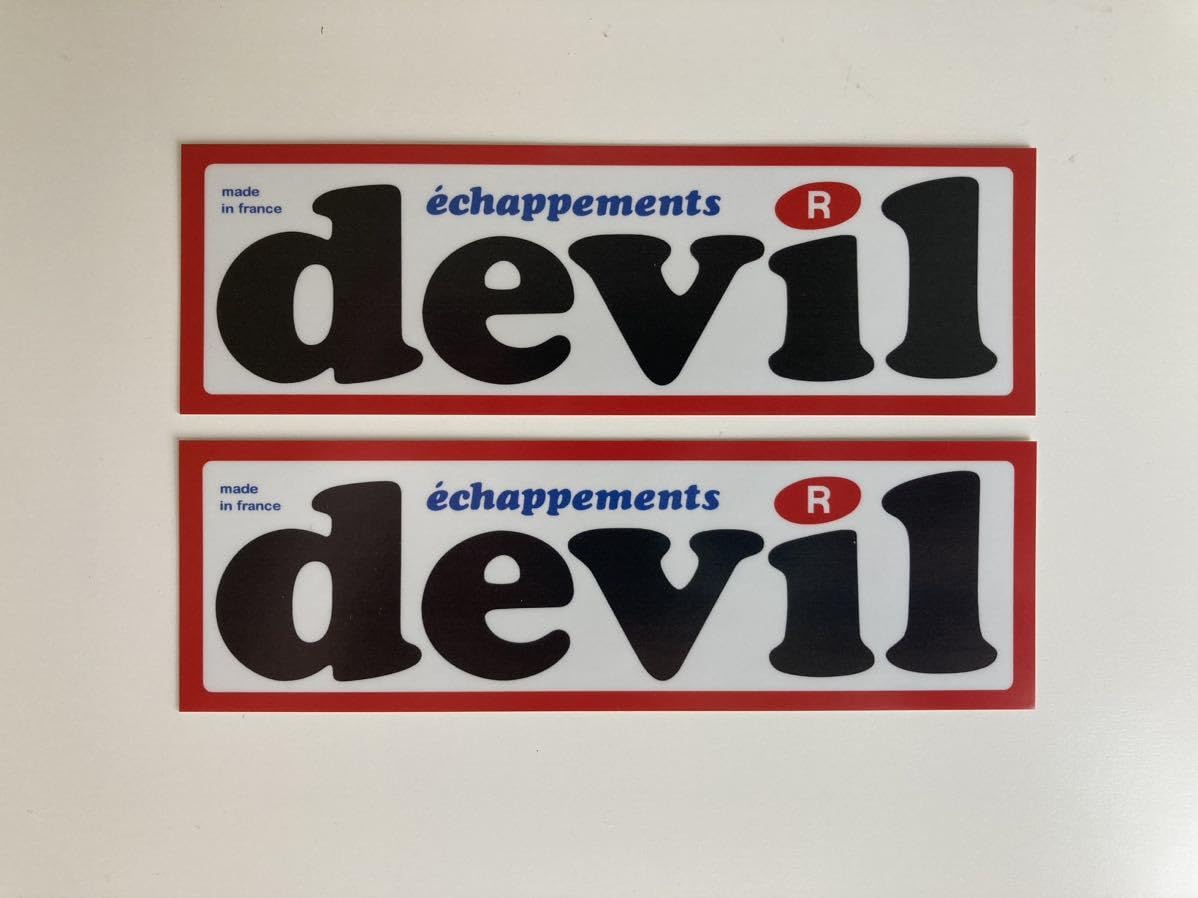 made
in france
échappements
R
devil
made
in france
échappements
R
devil